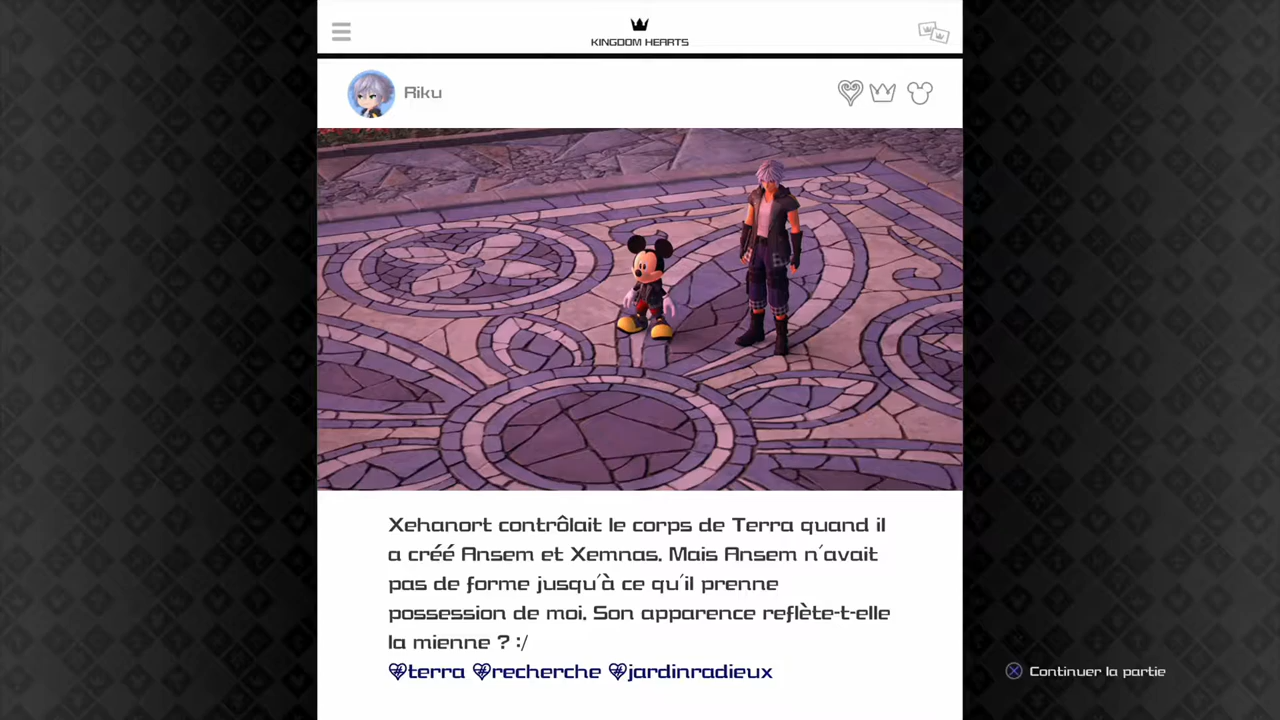 KINGDOM HEARTS
Riku
Xehanort contrôlait le corps de Terra quand il
a créé Ansem et Xemnas. Mais Ansem n'avait
pas de forme jusqu'à ce qu'il prenne
possession de moi. Son apparence reflète-t-elle
la mienne ? :/
#terra #recherche #jardinradieux
Continuer la partie